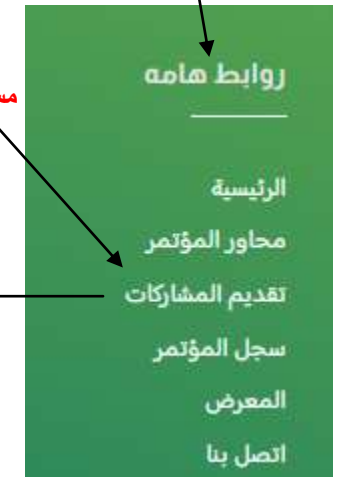 روابط هامه
الرئيسية
محاور المؤتمر
تقديم المشاركات
سجل المؤتمر
المعرض
اتصل بنا